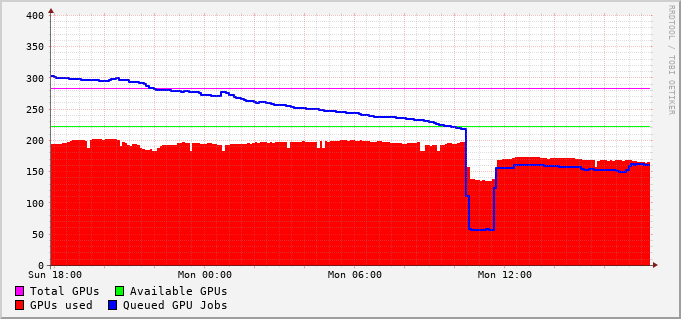 400
350
300
250
200
150
100
50
0
Sun 18:00 Mon 00:00 Mon 06:00 Mon 12:00
Total GPUs Available GPUs
GPUs used Queued GPU Jobs
RRDTOOL / TOBI OETIKER